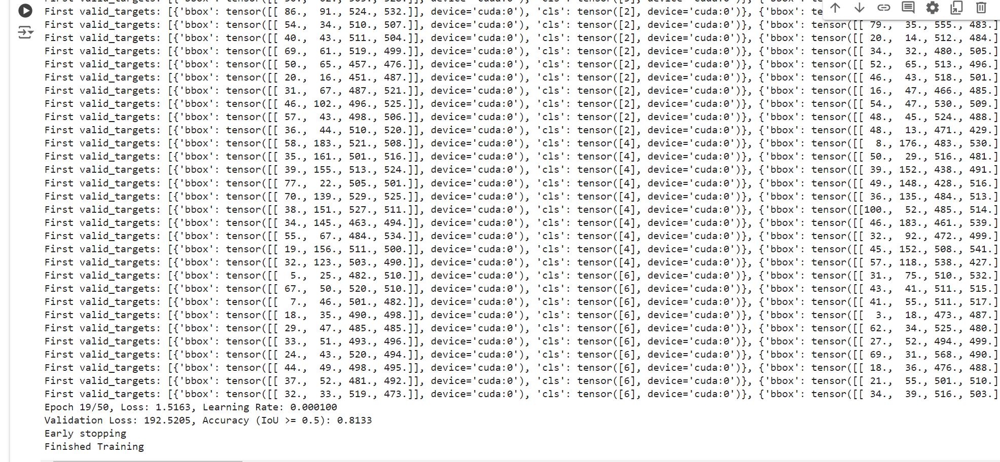 First valid_targets: [{'bbox': tensor([[ 86.,  91., 524., 532.]], device='cuda:0'), 'cls': tensor([2], device='cuda:0')}, {'bbox': te
First valid_targets: [{'bbox': tensor([[ 54.,  34., 510., 507.]], device='cuda:0'), 'cls': tensor([2], device='cuda:0')}, {'bbox': tensor([[ 79.,  35., 555., 483.]
First valid_targets: [{'bbox': tensor([[ 40.,  43., 511., 504.]], device='cuda:0'), 'cls': tensor([2], device='cuda:0')}, {'bbox': tensor([[ 20.,  14., 512., 484.]
First valid_targets: [{'bbox': tensor([[ 69.,  61., 519., 499.]], device='cuda:0'), 'cls': tensor([2], device='cuda:0')}, {'bbox': tensor([[ 34.,  32., 480., 505.]
First valid_targets: [{'bbox': tensor([[ 50.,  65., 457., 476.]], device='cuda:0'), 'cls': tensor([2], device='cuda:0')}, {'bbox': tensor([[ 52.,  65., 513., 496.]
First valid_targets: [{'bbox': tensor([[ 20.,  16., 451., 487.]], device='cuda:0'), 'cls': tensor([2], device='cuda:0')}, {'bbox': tensor([[ 46.,  43., 518., 501.]
First valid_targets: [{'bbox': tensor([[ 31.,  67., 487., 521.]], device='cuda:0'), 'cls': tensor([2], device='cuda:0')}, {'bbox': tensor([[ 16.,  47., 466., 485.]
First valid_targets: [{'bbox': tensor([[ 46., 102., 496., 525.]], device='cuda:0'), 'cls': tensor([2], device='cuda:0')}, {'bbox': tensor([[ 54.,  47., 530., 509.]
First valid_targets: [{'bbox': tensor([[ 57.,  43., 498., 506.]], device='cuda:0'), 'cls': tensor([2], device='cuda:0')}, {'bbox': tensor([[ 48.,  45., 524., 488.]
First valid_targets: [{'bbox': tensor([[ 36.,  44., 510., 520.]], device='cuda:0'), 'cls': tensor([2], device='cuda:0')}, {'bbox': tensor([[ 48.,  13., 471., 429.]
First valid_targets: [{'bbox': tensor([[ 58., 183., 521., 508.]], device='cuda:0'), 'cls': tensor([4], device='cuda:0')}, {'bbox': tensor([[  8., 176., 483., 530.]
First valid_targets: [{'bbox': tensor([[ 35., 161., 501., 516.]], device='cuda:0'), 'cls': tensor([4], device='cuda:0')}, {'bbox': tensor([[ 50.,  29., 516., 481.]
First valid_targets: [{'bbox': tensor([[ 39., 155., 513., 524.]], device='cuda:0'), 'cls': tensor([4], device='cuda:0')}, {'bbox': tensor([[ 39., 152., 438., 491.]
First valid_targets: [{'bbox': tensor([[ 77.,  22., 505., 501.]], device='cuda:0'), 'cls': tensor([4], device='cuda:0')}, {'bbox': tensor([[ 49., 148., 428., 516.]
First valid_targets: [{'bbox': tensor([[ 70., 139., 529., 525.]], device='cuda:0'), 'cls': tensor([4], device='cuda:0')}, {'bbox': tensor([[ 36., 135., 484., 513.]
First valid_targets: [{'bbox': tensor([[ 38., 151., 527., 511.]], device='cuda:0'), 'cls': tensor([4], device='cuda:0')}, {'bbox': tensor([[100.,  52., 485., 514.]
First valid_targets: [{'bbox': tensor([[ 34., 145., 463., 494.]], device='cuda:0'), 'cls': tensor([4], device='cuda:0')}, {'bbox': tensor([[ 46., 183., 461., 539.]
First valid_targets: [{'bbox': tensor([[ 55.,  67., 484., 534.]], device='cuda:0'), 'cls': tensor([4], device='cuda:0')}, {'bbox': tensor([[ 32.,  92., 472., 499.]
First valid_targets: [{'bbox': tensor([[ 19., 156., 511., 500.]], device='cuda:0'), 'cls': tensor([4], device='cuda:0')}, {'bbox': tensor([[ 45., 152., 508., 541.]
First valid_targets: [{'bbox': tensor([[ 32., 123., 503., 490.]], device='cuda:0'), 'cls': tensor([4], device='cuda:0')}, {'bbox': tensor([[ 57., 118., 538., 427.]
First valid_targets: [{'bbox': tensor([[  5.,  25., 482., 510.]], device='cuda:0'), 'cls': tensor([6], device='cuda:0')}, {'bbox': tensor([[ 31.,  75., 510., 532.]
First valid_targets: [{'bbox': tensor([[ 67.,  50., 520., 510.]], device='cuda:0'), 'cls': tensor([6], device='cuda:0')}, {'bbox': tensor([[ 43.,  41., 511., 515.]
First valid_targets: [{'bbox': tensor([[  7.,  46., 501., 482.]], device='cuda:0'), 'cls': tensor([6], device='cuda:0')}, {'bbox': tensor([[ 41.,  55., 511., 517.]
First valid_targets: [{'bbox': tensor([[ 18.,  35., 490., 498.]], device='cuda:0'), 'cls': tensor([6], device='cuda:0')}, {'bbox': tensor([[  3.,  18., 473., 487.]
First valid_targets: [{'bbox': tensor([[ 29.,  47., 485., 485.]], device='cuda:0'), 'cls': tensor([6], device='cuda:0')}, {'bbox': tensor([[ 62.,  34., 525., 480.]
First valid_targets: [{'bbox': tensor([[ 33.,  51., 493., 496.]], device='cuda:0'), 'cls': tensor([6], device='cuda:0')}, {'bbox': tensor([[ 27.,  52., 494., 499.]
First valid_targets: [{'bbox': tensor([[ 24.,  43., 520., 494.]], device='cuda:0'), 'cls': tensor([6], device='cuda:0')}, {'bbox': tensor([[ 69.,  31., 568., 490.]
First valid_targets: [{'bbox': tensor([[ 44.,  49., 498., 495.]], device='cuda:0'), 'cls': tensor([6], device='cuda:0')}, {'bbox': tensor([[ 18.,  36., 476., 488.]
First valid_targets: [{'bbox': tensor([[ 37.,  52., 481., 492.]], device='cuda:0'), 'cls': tensor([6], device='cuda:0')}, {'bbox': tensor([[ 21.,  55., 501., 510.]
First valid_targets: [{'bbox': tensor([[ 32.,  33., 519., 473.]], device='cuda:0'), 'cls': tensor([6], device='cuda:0')}, {'bbox': tensor([[ 34.,  39., 516., 503.]
Epoch 19/50, Loss: 1.5163, Learning Rate: 0.000100
Validation Loss: 192.5205, Accuracy (IoU >= 0.5): 0.8133
Early stopping
Finished Training